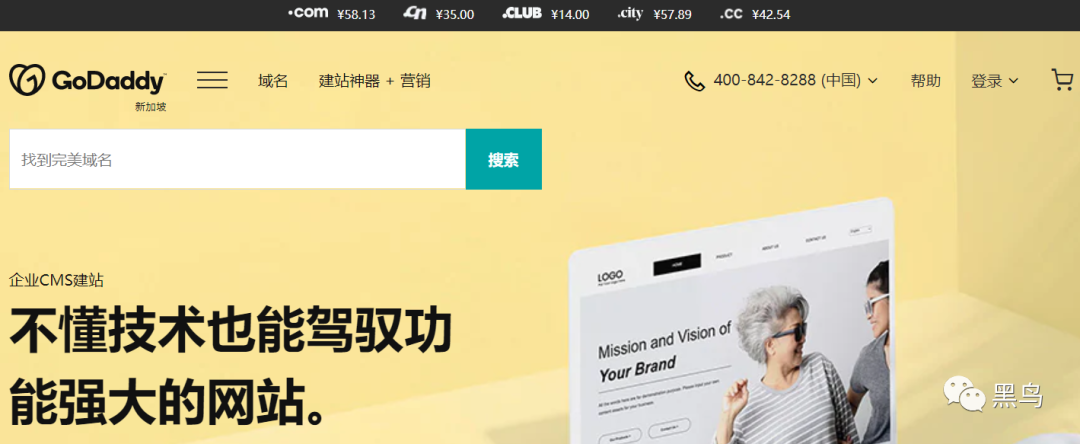 .com ¥58.13 .cn ¥35.00 .CLUB ¥14.00 .city ¥57.89 .cc ¥42.54
GoDaddy 域名 建站神器 + 营销 400-842-8288 (中国) 帮助 登录
新加坡
找到完美域名 搜索
企业CMS建站
不懂技术也能驾驭功
能强大的网站。
LOGO HOME PRODUCT ABOUT US CONTACT US
Mission and Vision of
Your Brand
黑鸟